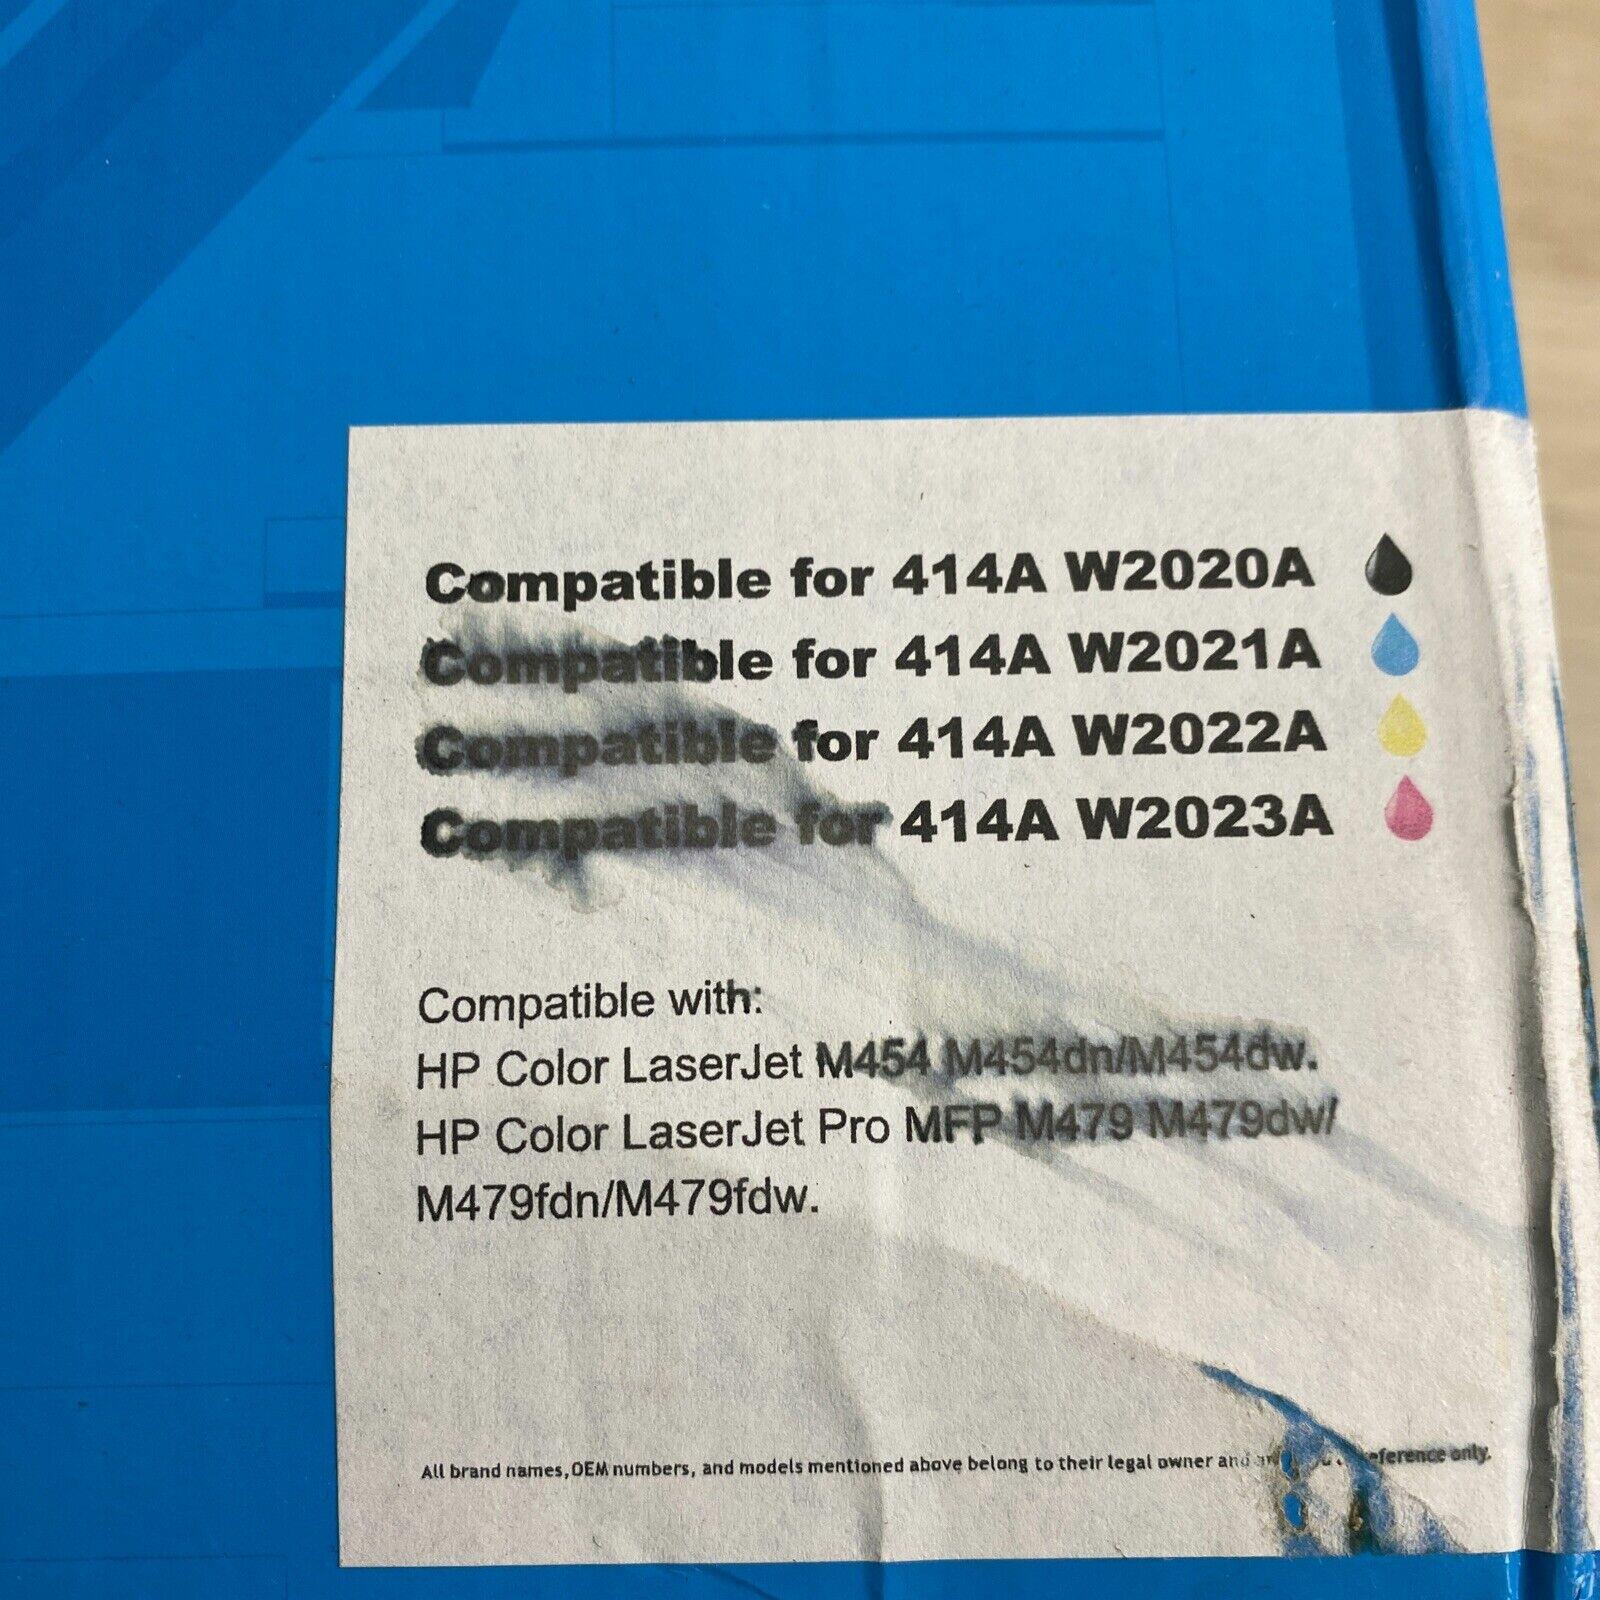 Compatible for 414A W2020A
Compatible for 414A W2021A
Compatible for 414A W2022A
Compatible for 414A W2023A
Compatible with:
HP Color LaserJet M454 M454dn/M454dw.
HP Color LaserJet Pro MFP M479 M479dw/
M479fdn/M479fdw.
All brand names,OEM numbers, and models mentioned above belong to their legal owner and only.